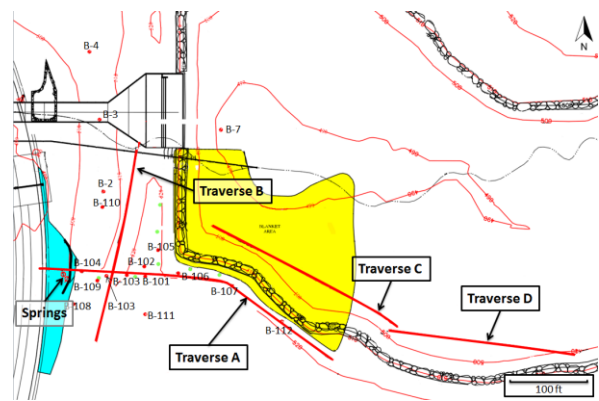 B-4
N
B-3
B-7
Traverse B
B-2
B-110
BLANKET
AREA
B-105
B-104
B-102
Traverse C
B-106
B-109
B-103
B-101
B-107
Traverse D
Springs
B-108
B-103
B-111
B-112
Traverse A
100 ft